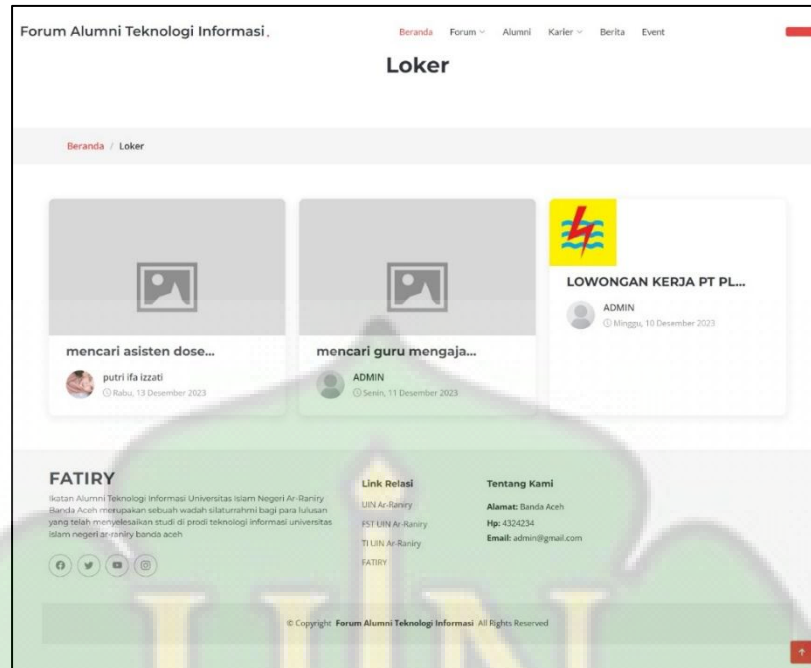 Forum Alumni Teknologi Informasi.
Beranda Forum Alumni Karier Berita Event
Loker
Beranda / Loker
mencari asisten dose...
putri ifa izzati
Rabu, 13 Desember 2023
mencari guru mengaja...
ADMIN
Senin, 11 Desember 2023
LOWONGAN KERJA PT PL...
ADMIN
Minggu, 10 Desember 2023
FATIRY
Ikatan Alumni Teknologi Informasi Universitas Islam Negeri Ar-Raniry
Banda Aceh merupakan sebuah wadah silaturrahmi bagi para lulusan
yang telah menyelesaikan studi di prodi teknologi informasi universitas
islam negeri ar-raniry banda aceh
Link Relasi
UIN Ar-Raniry
FST UIN Ar-Raniry
TI UIN Ar-Raniry
FATIRY
Tentang Kami
Alamat: Banda Aceh
Hp: 4324234
Email: admin@gmail.com
© Copyright Forum Alumni Teknologi Informasi All Rights Reserved
UIN